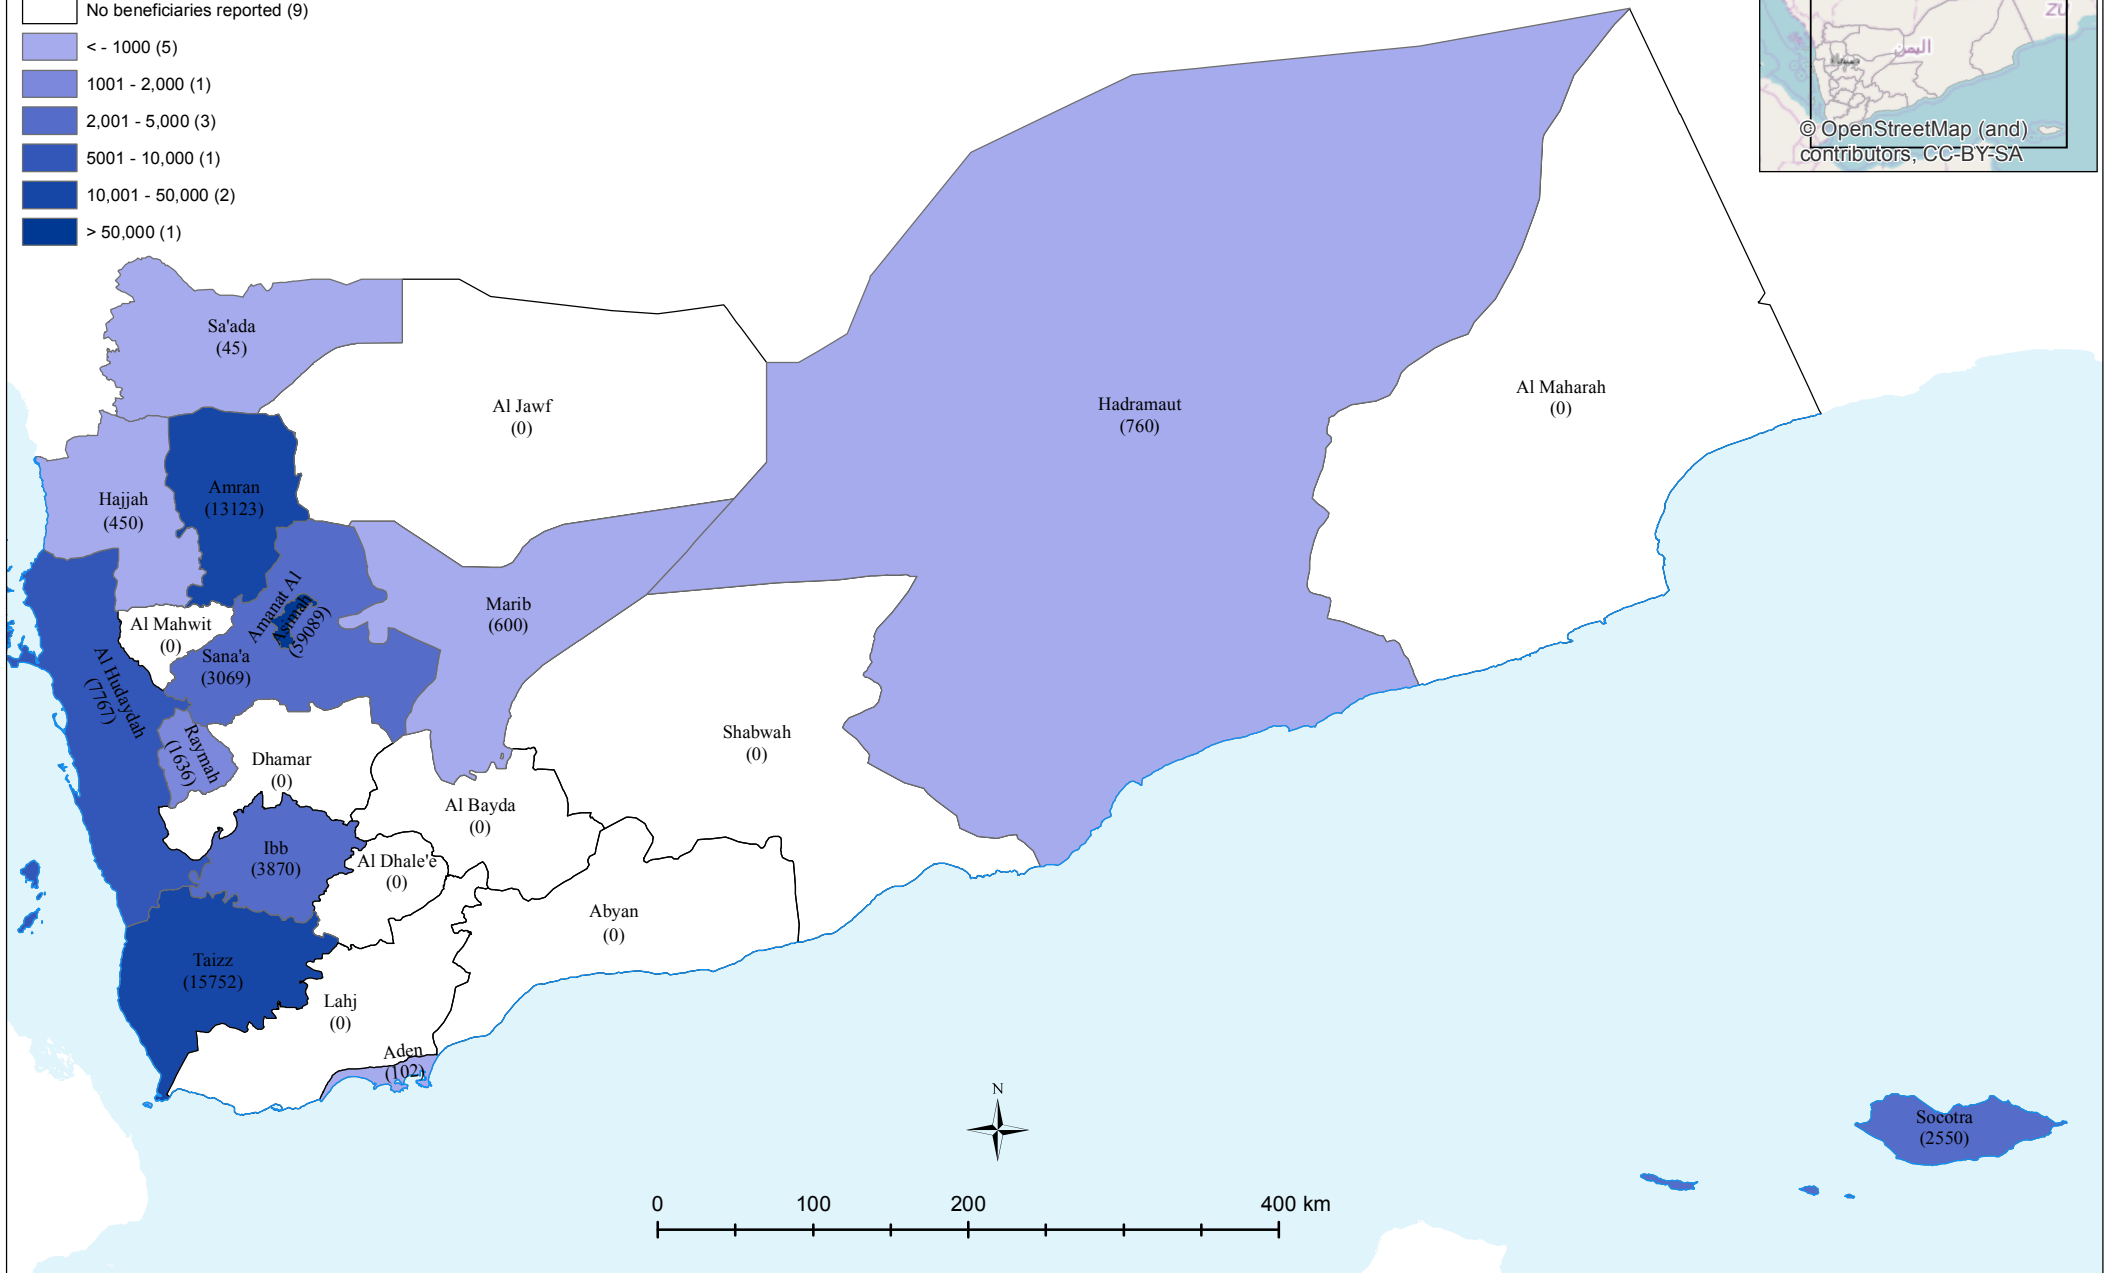 No beneficiaries reported (9)
< - 1000 (5)
1001 - 2,000 (1)
2,001 - 5,000 (3)
5001 - 10,000 (1)
10,001 - 50,000 (2)
> 50,000 (1)
ZU
اليمن
© OpenStreetMap (and)
contributors, CC-BY-SA
Sa'ada
(45)
Al Jawf
(0)
Hadramaut
(760)
Al Maharah
(0)
Hajjah
(450)
Amran
(13123)
Amanat Al
Asimah
(59089)
Marib
(600)
Al Mahwit
(0)
Sana'a
(3069)
Al Hudaydah
(7767)
Raymah
(1636)
Dhamar
(0)
Shabwah
(0)
Al Bayda
(0)
Ibb
(3870)
Al Dhale'e
(0)
Abyan
(0)
Taizz
(15752)
Lahj
(0)
Aden
(102)
N
Socotra
(2550)
0 100 200 400 km